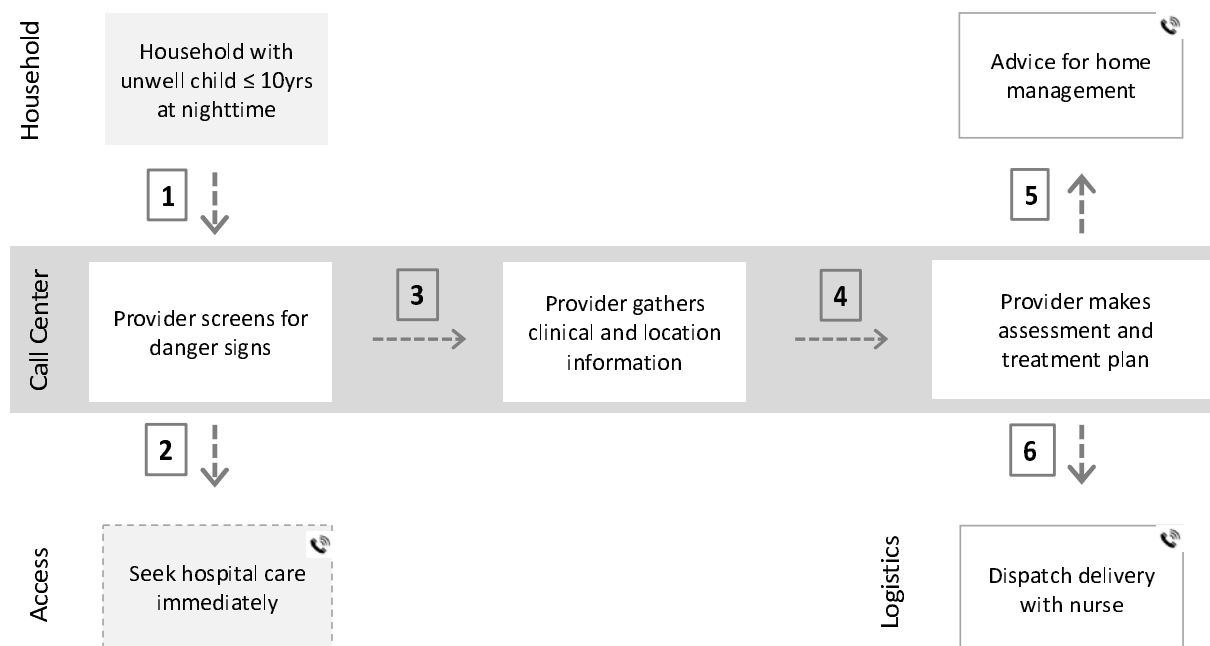 Household
Household with
unwell child ≤ 10yrs
at nighttime
Advice for home
management
1
5
Call Center
Provider screens for
danger signs
3
Provider gathers
clinical and location
information
4
Provider makes
assessment and
treatment plan
2
6
Access
Seek hospital care
immediately
Logistics
Dispatch delivery
with nurse